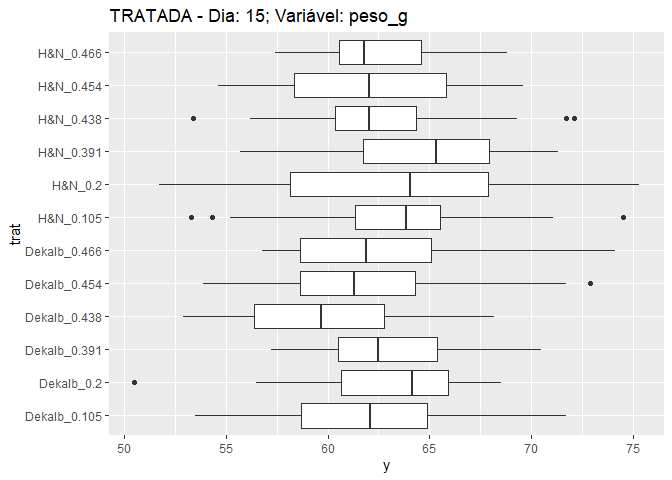 TRATADA - Dia: 15; Variável: peso_g
H&N_0.466
H&N_0.454
H&N_0.438
H&N_0.391
H&N_0.2
H&N_0.105
Dekalb_0.466
Dekalb_0.454
Dekalb_0.438
Dekalb_0.391
Dekalb_0.2
Dekalb_0.105
trat
50 55 60 65 70 75
y